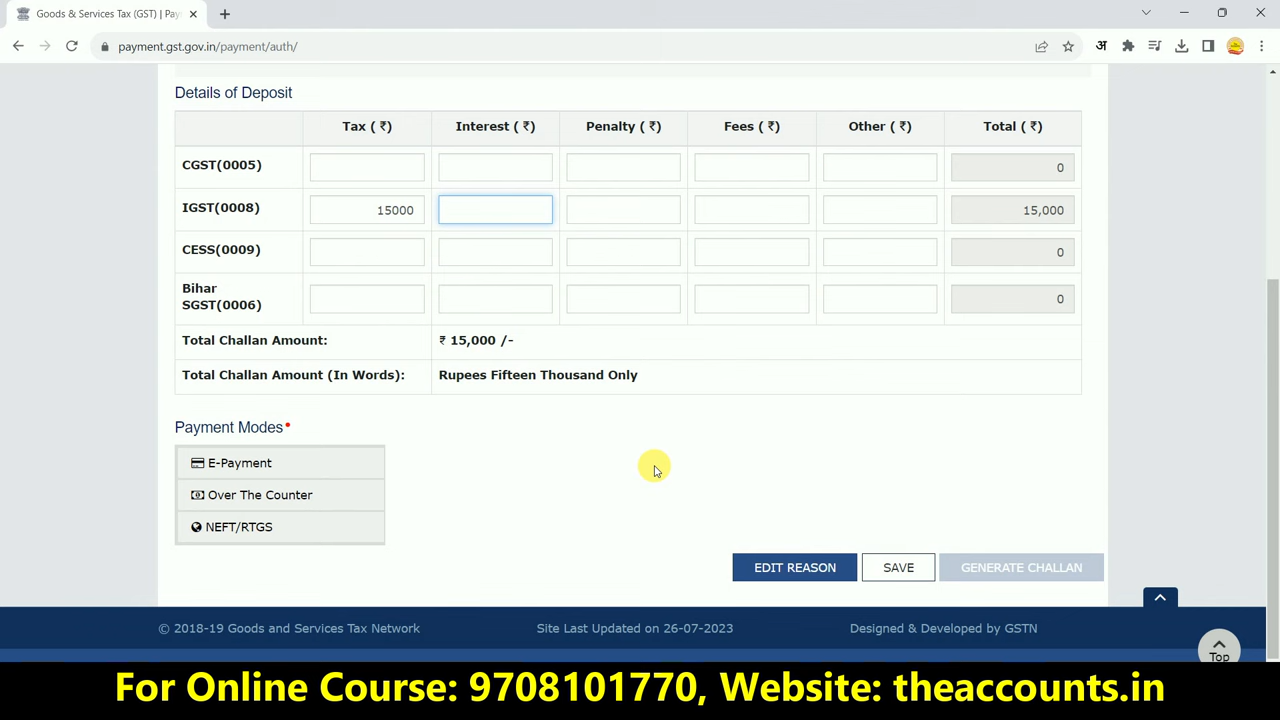 Goods & Services Tax (GST) | Pay
payment.gst.gov.in/payment/auth/
अ
Details of Deposit
Tax ( ₹) Interest ( ₹) Penalty ( ₹) Fees ( ₹) Other ( ₹) Total ( ₹)
CGST(0005) 0
IGST(0008) 15000 15,000
CESS(0009) 0
Bihar
SGST(0006) 0
Total Challan Amount: ₹ 15,000 /-
Total Challan Amount (In Words): Rupees Fifteen Thousand Only
Payment Modes•
E-Payment
Over The Counter
NEFT/RTGS
EDIT REASON SAVE GENERATE CHALLAN
© 2018-19 Goods and Services Tax Network Site Last Updated on 26-07-2023 Designed & Developed by GSTN
Top
For Online Course: 9708101770, Website: theaccounts.in